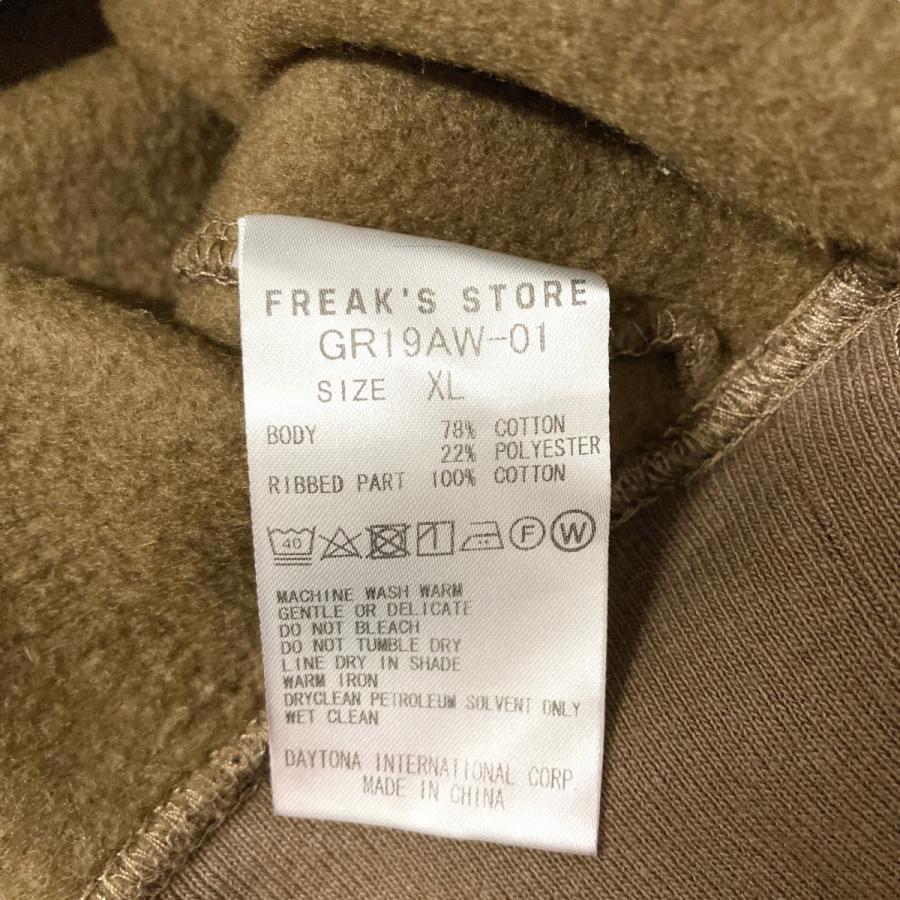 FREAK'S STORE
GR19AW-01
SIZE XL
BODY 78% COTTON
22% POLYESTER
RIBBED PART 100% COTTON
40 F W
MACHINE WASH WARM
GENTLE OR DELICATE
DO NOT BLEACH
DO NOT TUMBLE DRY
LINE DRY IN SHADE
WARM IRON
DRYCLEAN PETROLEUM SOLVENT ONLY
WET CLEAN
DAYTONA INTERNATIONAL CORP.
MADE IN CHINA